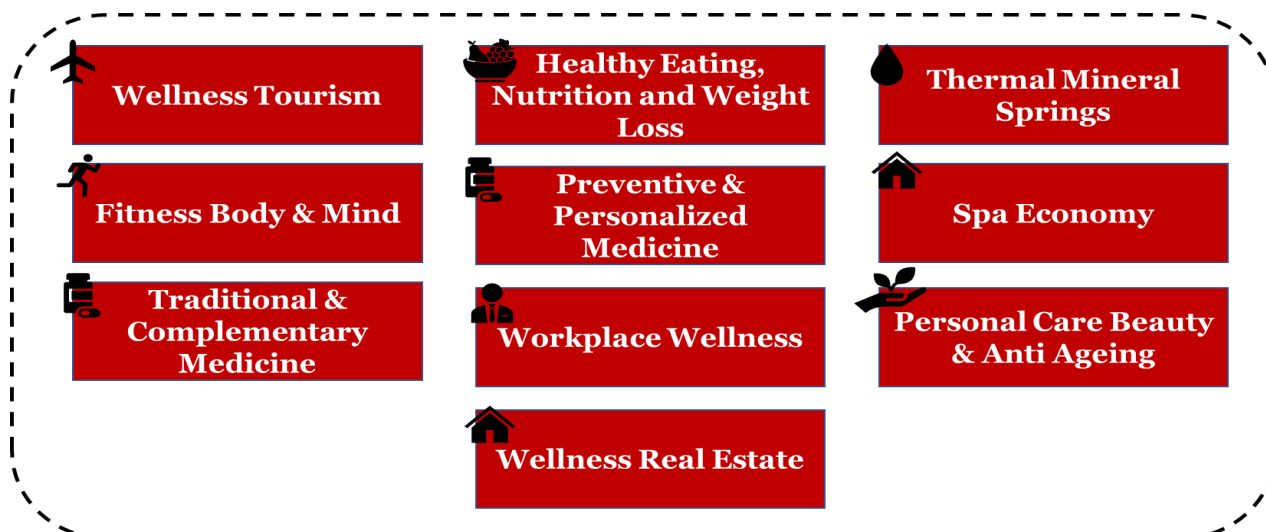 Wellness Tourism
Healthy Eating,
Nutrition and Weight
Loss
Thermal Mineral
Springs
Fitness Body & Mind
Preventive &
Personalized
Medicine
Spa Economy
Traditional &
Complementary
Medicine
Workplace Wellness
Personal Care Beauty
& Anti Ageing
Wellness Real Estate